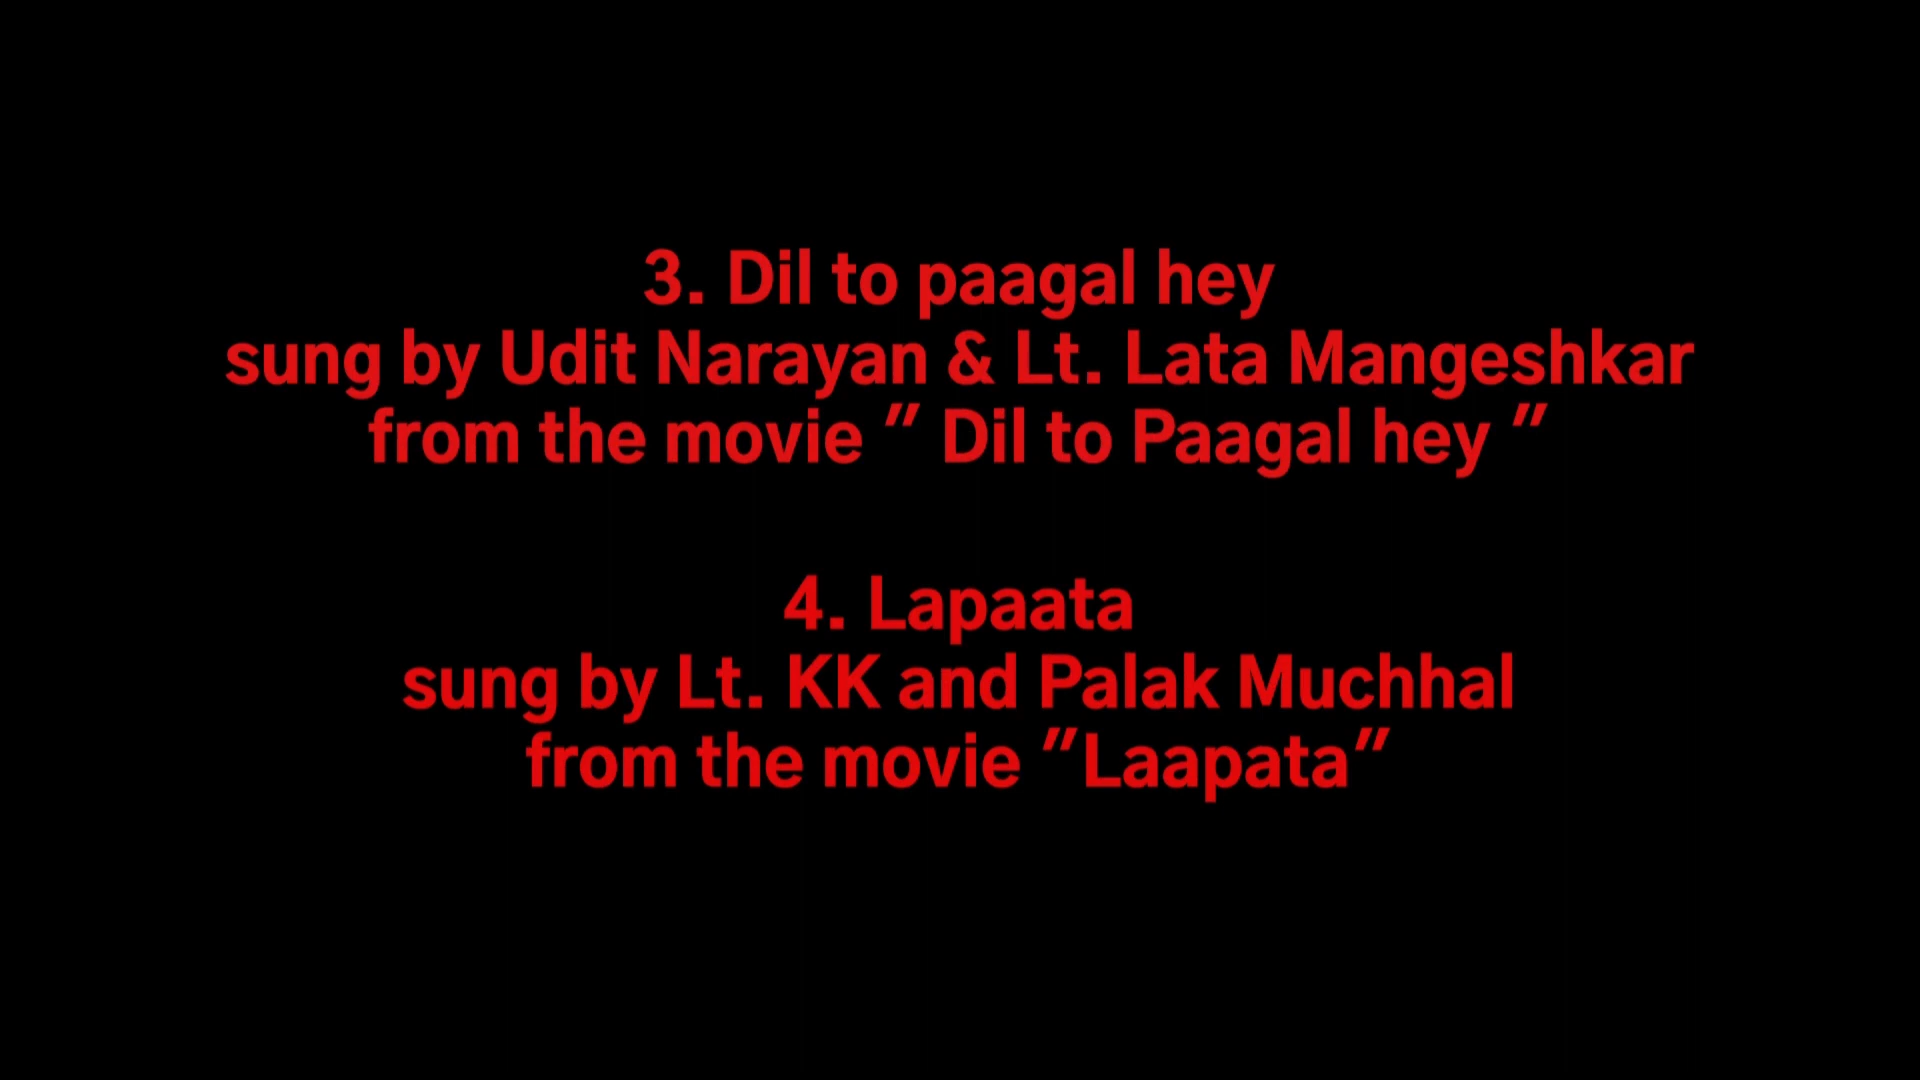 3. Dil to paagal hey
sung by Udit Narayan & Lt. Lata Mangeshkar
from the movie " Dil to Paagal hey "
4. Lapaata
sung by Lt. KK and Palak Muchhal
from the movie "Laapata"